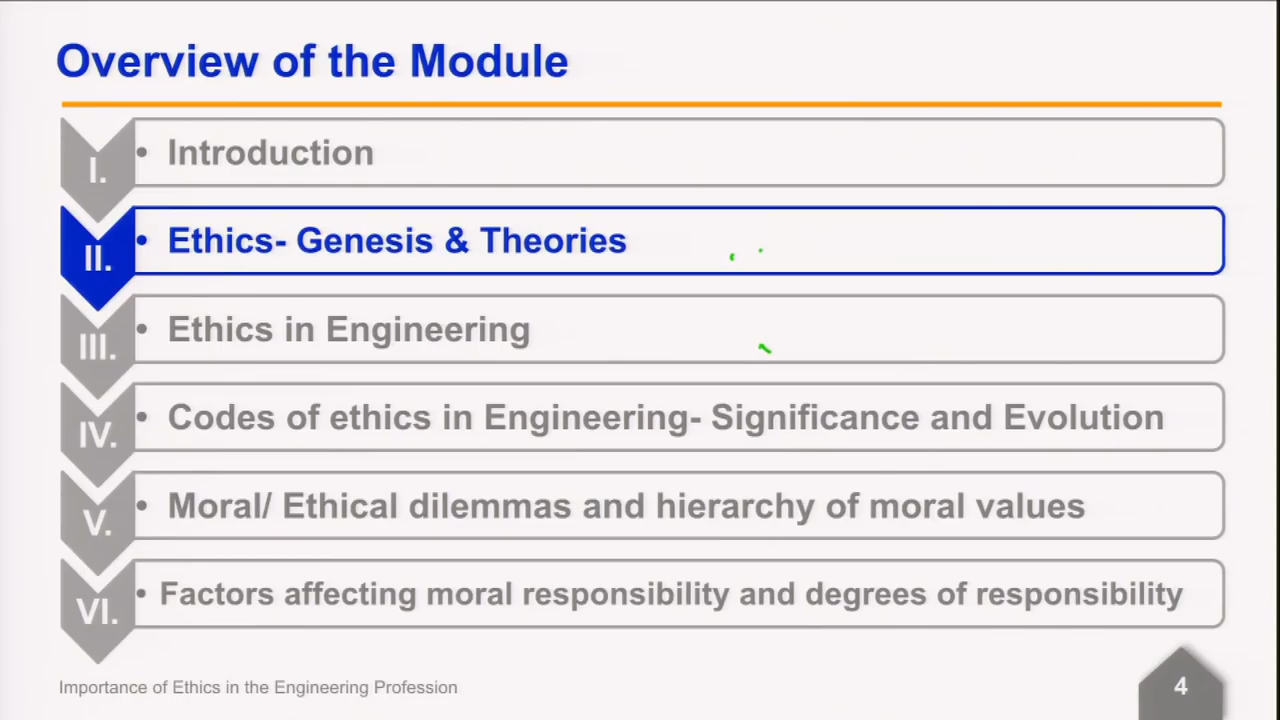 Overview of the Module
I. • Introduction
II. • Ethics- Genesis & Theories
III. • Ethics in Engineering
IV. • Codes of ethics in Engineering- Significance and Evolution
V. • Moral/ Ethical dilemmas and hierarchy of moral values
VI. • Factors affecting moral responsibility and degrees of responsibility
Importance of Ethics in the Engineering Profession
4